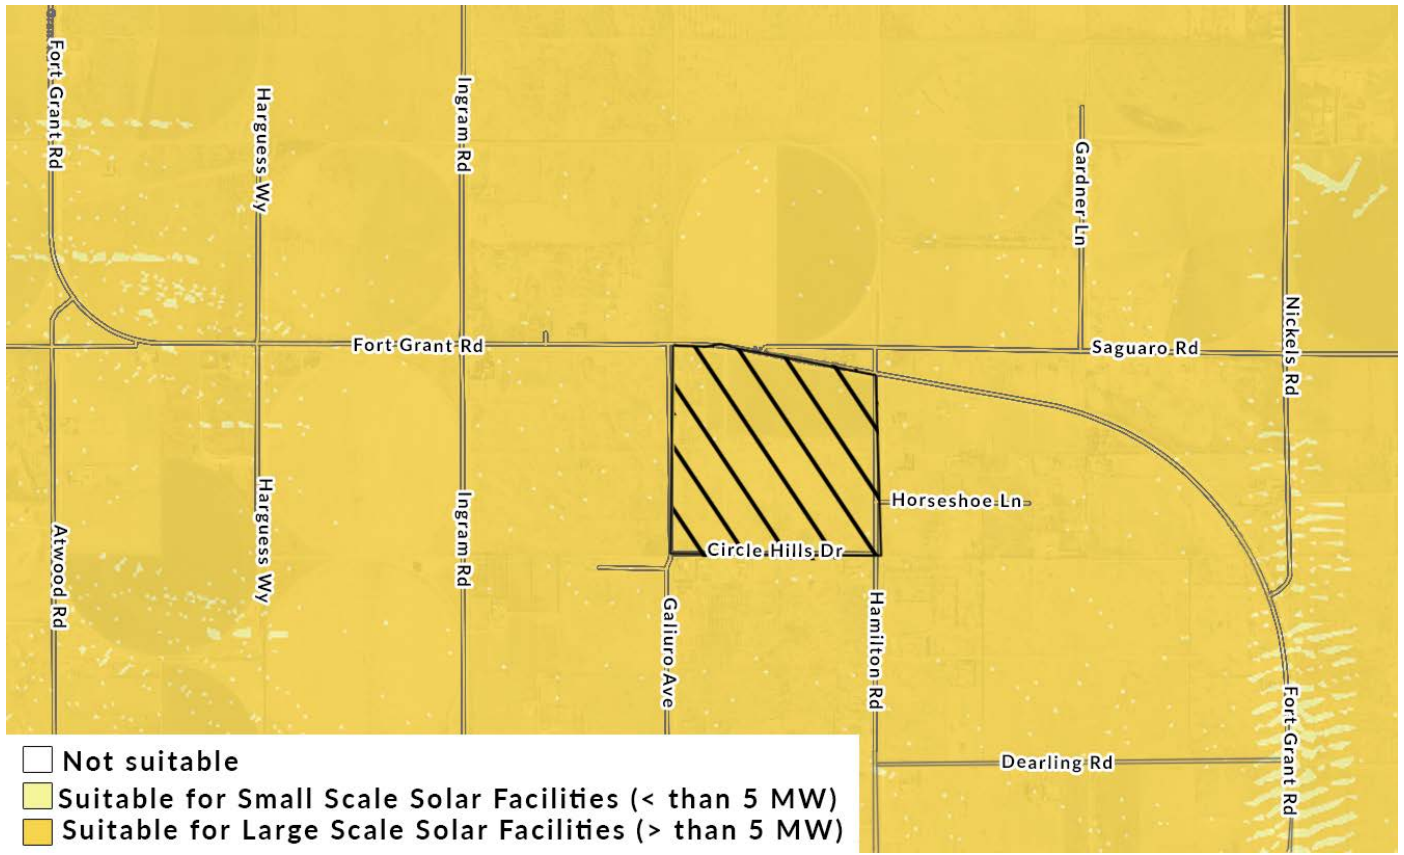 Fort Grant Rd
Harguess Wy
Ingram Rd
Gardner Ln
Nickels Rd
Fort Grant Rd
Saguaro Rd
Horseshoe Ln
Circle Hills Dr
Atwood Rd
Harguess Wy
Ingram Rd
Galiuro Ave
Hamilton Rd
Fort Grant Rd
Dearling Rd
Not suitable
Suitable for Small Scale Solar Facilities (< than 5 MW)
Suitable for Large Scale Solar Facilities (> than 5 MW)